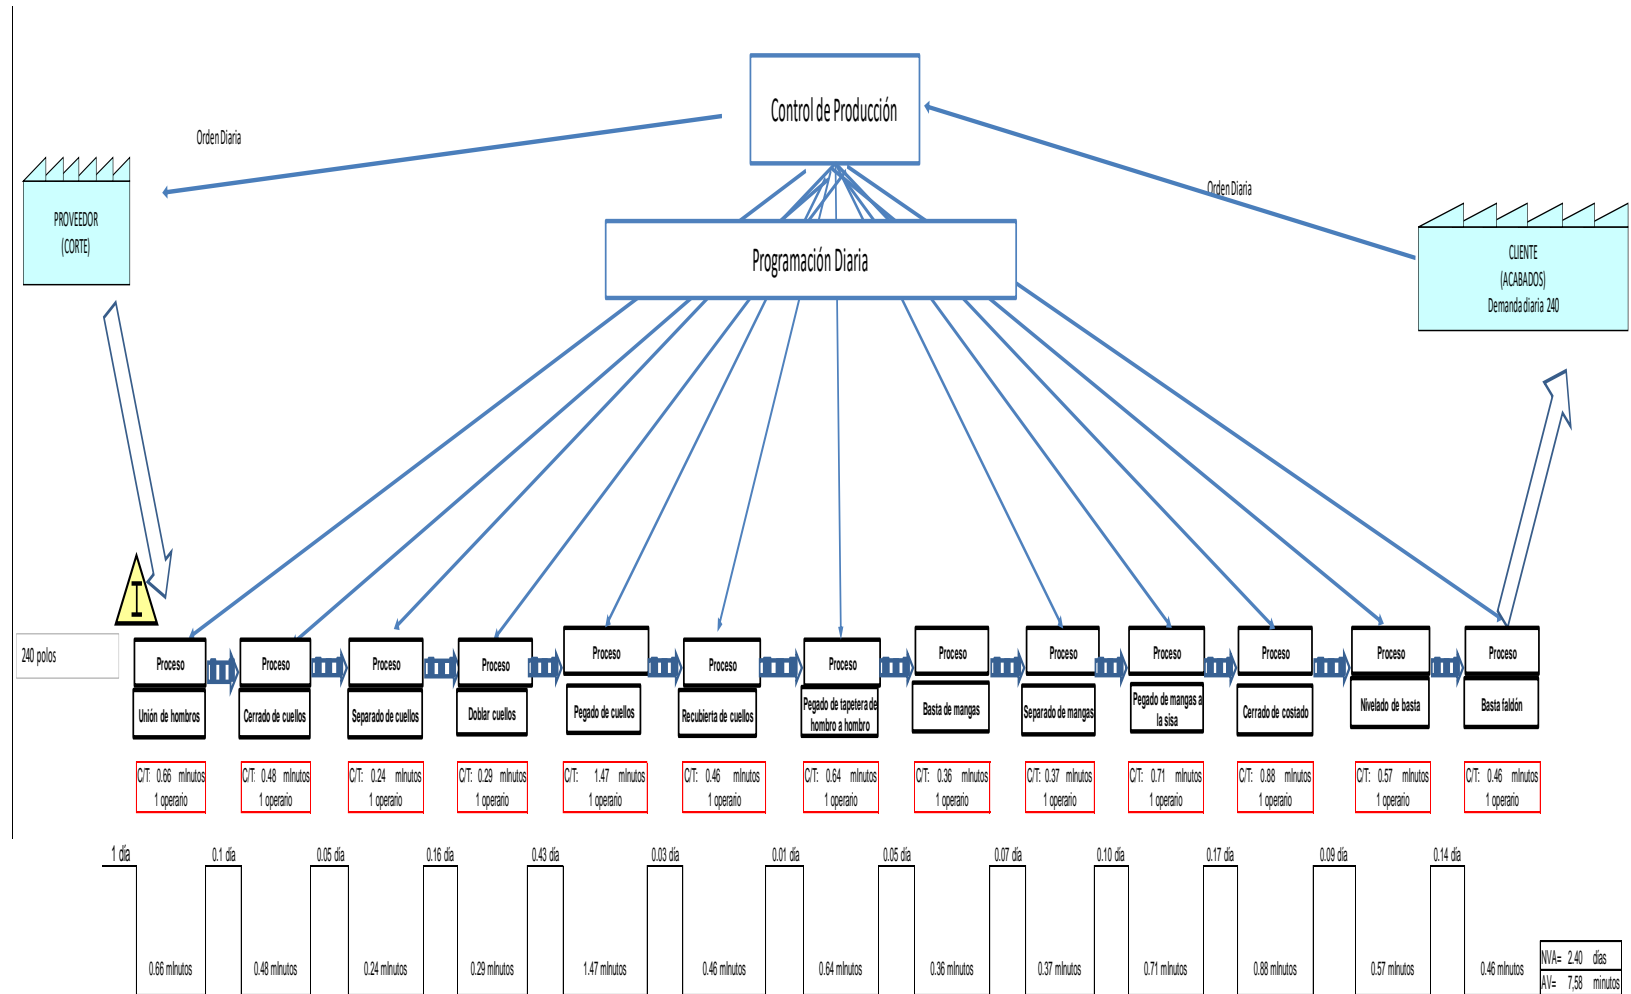 Control de Producción
Orden Diaria
Orden Diaria
PROVEEDOR
(CORTE)
Programación Diaria
CLIENTE
(ACABADOS)
Demanda diaria 240
I
240 polos
Proceso
Proceso
Proceso
Proceso
Proceso
Proceso
Proceso
Proceso
Proceso
Proceso
Proceso
Proceso
Proceso
Unión de hombros
Cerrado de cuellos
Separado de cuellos
Doblar cuellos
Pegado de cuellos
Recubierta de cuellos
Pegado de tapetera de
hombro a hombro
Basta de mangas
Separado de mangas
Pegado de mangas a
la sisa
Cerrado de costado
Nivelado de basta
Basta faldón
C/T: 0.66 mInutos
1 operario
C/T: 0.48 mInutos
1 operario
C/T: 0.24 mInutos
1 operario
C/T: 0.29 mInutos
1 operario
C/T: 1.47 mInutos
1 operario
C/T: 0.46 mInutos
1 operario
C/T: 0.64 mInutos
1 operario
C/T: 0.36 mInutos
1 operario
C/T: 0.37 mInutos
1 operario
C/T: 0.71 mInutos
1 operario
C/T: 0.88 mInutos
1 operario
C/T: 0.57 mInutos
1 operario
C/T: 0.46 mInutos
1 operario
1 día
0.1 día
0.05 día
0.16 día
0.43 día
0.03 día
0.01 día
0.05 día
0.07 día
0.10 día
0.17 día
0.09 día
0.14 día
0.66 mInutos
0.48 mInutos
0.24 mInutos
0.29 mInutos
1.47 mInutos
0.46 mInutos
0.64 mInutos
0.36 mInutos
0.37 mInutos
0.71 mInutos
0.88 mInutos
0.57 mInutos
0.46 mInutos
NVA= 2.40 días
AV= 7,58 minutos